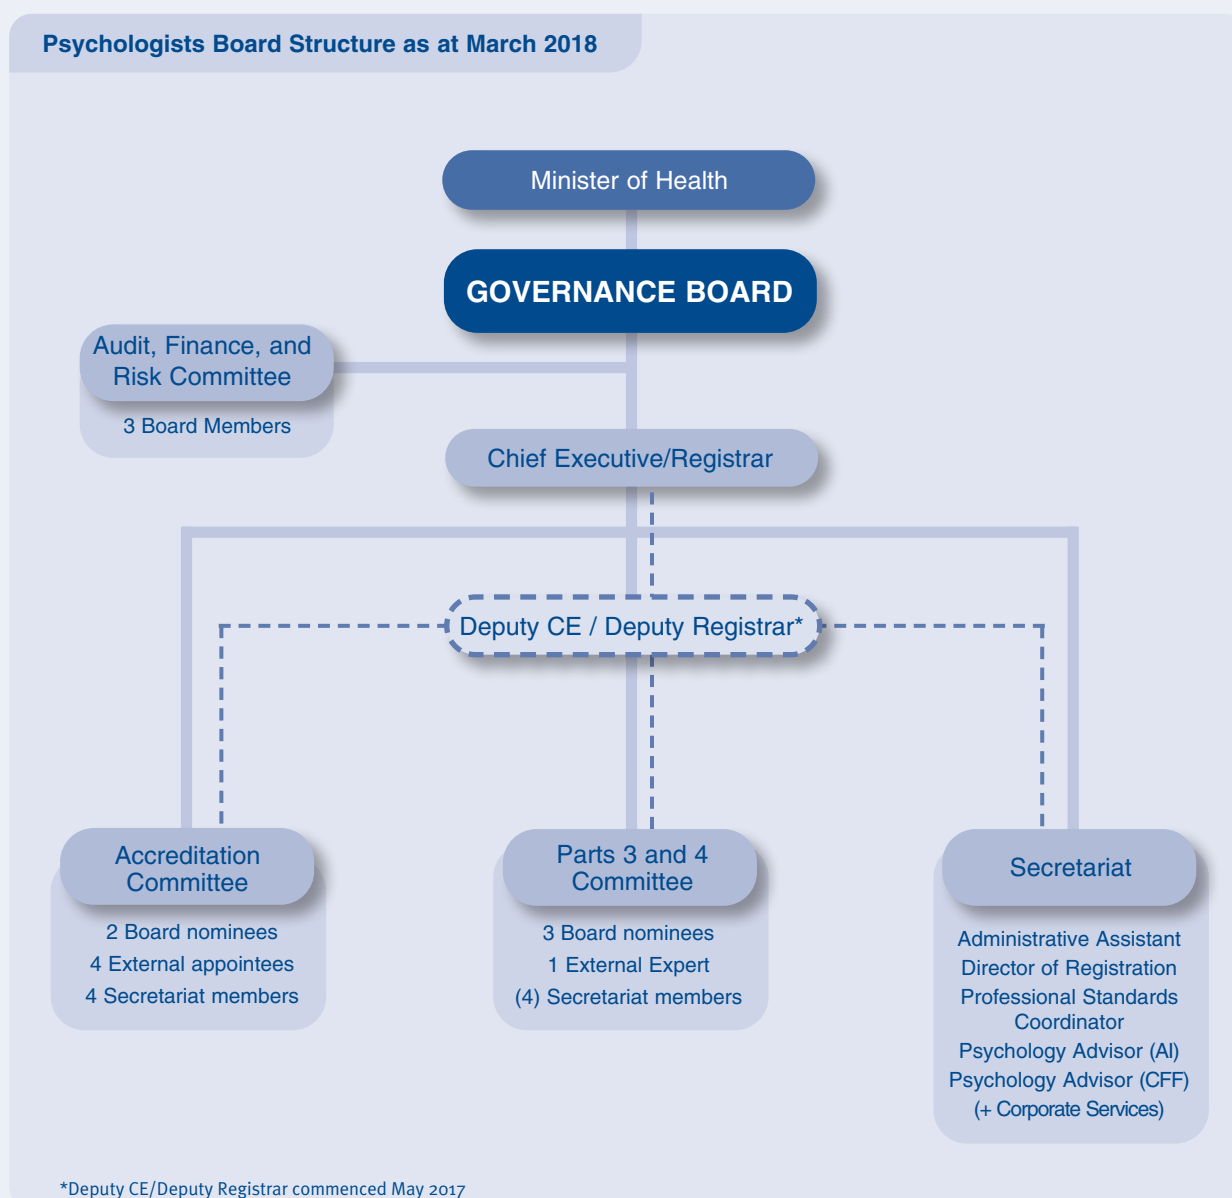 Psychologists Board Structure as at March 2018
Minister of Health
GOVERNANCE BOARD
Audit, Finance, and
Risk Committee
3 Board Members
Chief Executive/Registrar
Deputy CE / Deputy Registrar*
Accreditation
Committee
2 Board nominees
4 External appointees
4 Secretariat members
Parts 3 and 4
Committee
3 Board nominees
1 External Expert
(4) Secretariat members
Secretariat
Administrative Assistant
Director of Registration
Professional Standards
Coordinator
Psychology Advisor (AI)
Psychology Advisor (CFF)
(+ Corporate Services)
*Deputy CE/Deputy Registrar commenced May 2017